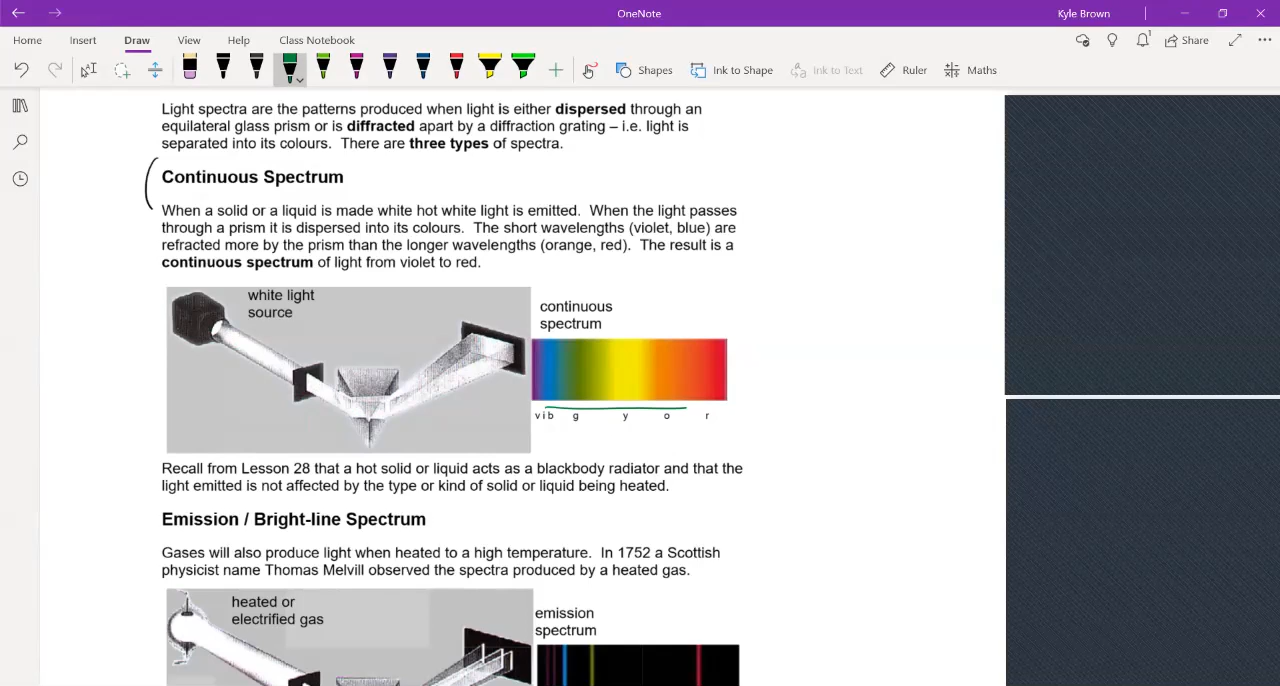 OneNote
Kyle Brown
Home Insert Draw View Help Class Notebook
1 Share
Shapes Ink to Shape Ink to Text Ruler Maths
Light spectra are the patterns produced when light is either dispersed through an
equilateral glass prism or is diffracted apart by a diffraction grating – i.e. light is
separated into its colours. There are three types of spectra.
Continuous Spectrum
When a solid or a liquid is made white hot white light is emitted. When the light passes
through a prism it is dispersed into its colours. The short wavelengths (violet, blue) are
refracted more by the prism than the longer wavelengths (orange, red). The result is a
continuous spectrum of light from violet to red.
white light
source
continuous
spectrum
v i b g y o r
Recall from Lesson 28 that a hot solid or liquid acts as a blackbody radiator and that the
light emitted is not affected by the type or kind of solid or liquid being heated.
Emission / Bright-line Spectrum
Gases will also produce light when heated to a high temperature. In 1752 a Scottish
physicist name Thomas Melvill observed the spectra produced by a heated gas.
heated or
electrified gas
emission
spectrum